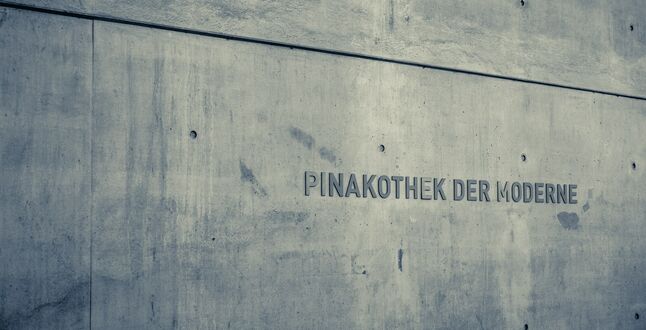 PINAKOTHEK DER MODERNE